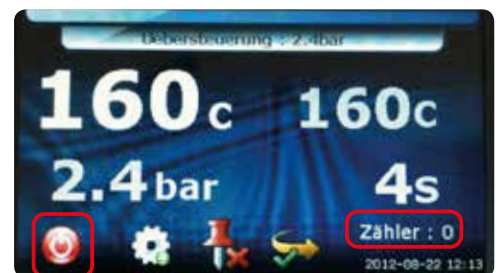 Uebersteuerung : 2.4bar
160c 160c
2.4bar 4s
Zähler : 0
2012-08-22 12:13